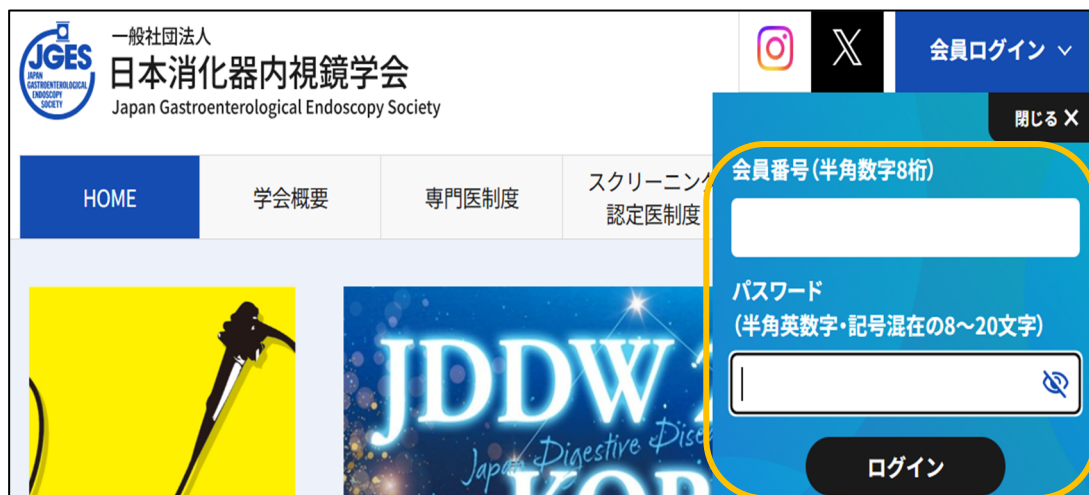 JGES
JAPAN
GASTROENTEROLOGICAL
ENDOSCOPY
SOCIETY
一般社団法人
日本消化器内視鏡学会
Japan Gastroenterological Endoscopy Society
会員ログイン
閉じる X
HOME
学会概要
専門医制度
スクリーニング
認定医制度
会員番号(半角数字8桁)
パスワード
(半角英数字・記号混在の8~20文字)
ログイン
JDDW
Japan Digestive